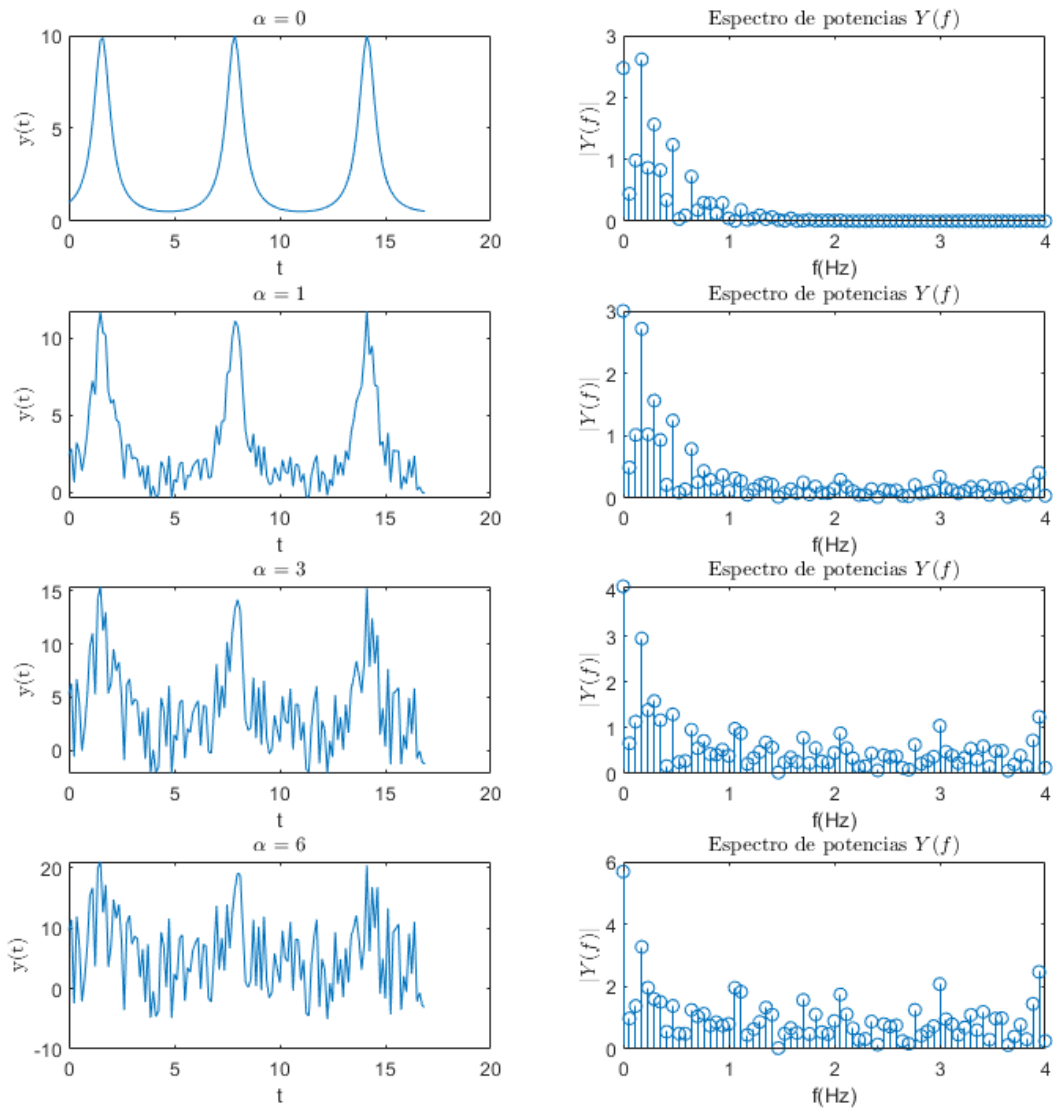 α = 0
10
5
0
y(t)
0 5 10 15 20
t
Espectro de potencias Y(f)
3
2
1
0
|Y(f)|
0 1 2 3 4
f(Hz)
α = 1
10
5
0
y(t)
0 5 10 15 20
t
Espectro de potencias Y(f)
3
2
1
0
|Y(f)|
0 1 2 3 4
f(Hz)
α = 3
15
10
5
0
y(t)
0 5 10 15 20
t
Espectro de potencias Y(f)
4
3
2
1
0
|Y(f)|
0 1 2 3 4
f(Hz)
α = 6
20
10
0
-10
y(t)
0 5 10 15 20
t
Espectro de potencias Y(f)
6
4
2
0
|Y(f)|
0 1 2 3 4
f(Hz)